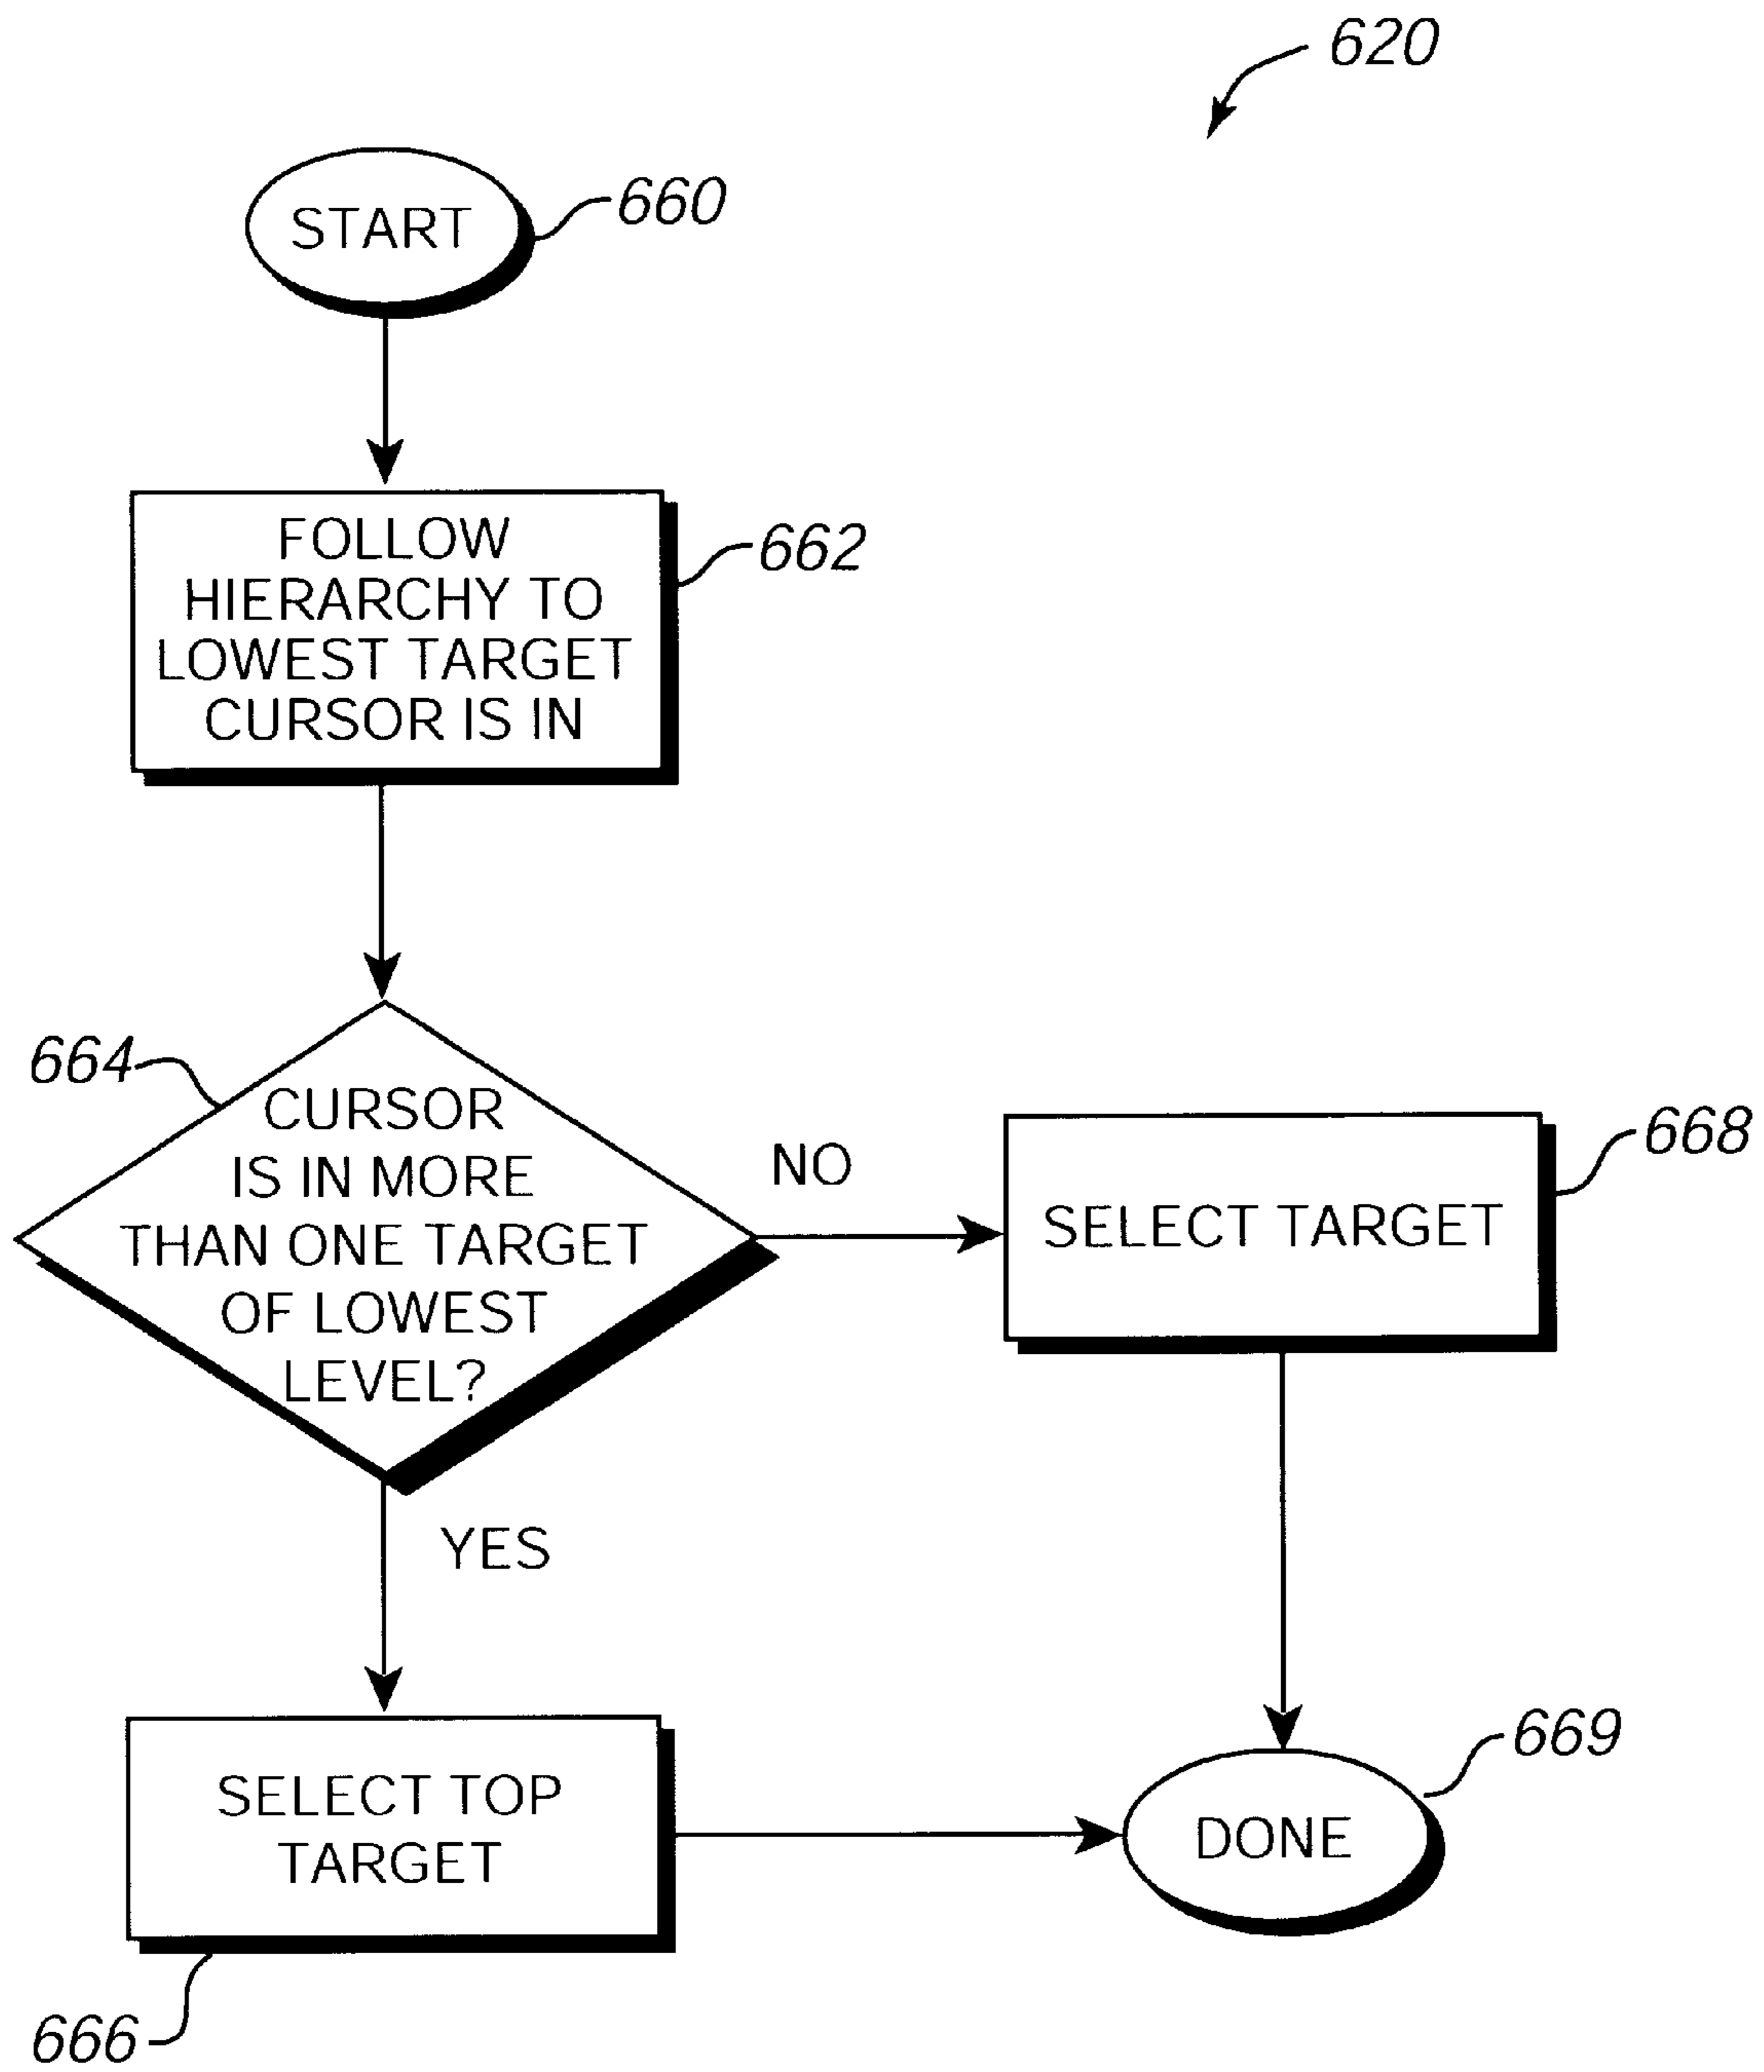 620
START
660
FOLLOW
HIERARCHY TO
LOWEST TARGET
CURSOR IS IN
662
664
CURSOR
IS IN MORE
THAN ONE TARGET
OF LOWEST
LEVEL?
NO
SELECT TARGET
668
YES
SELECT TOP
TARGET
666
DONE
669